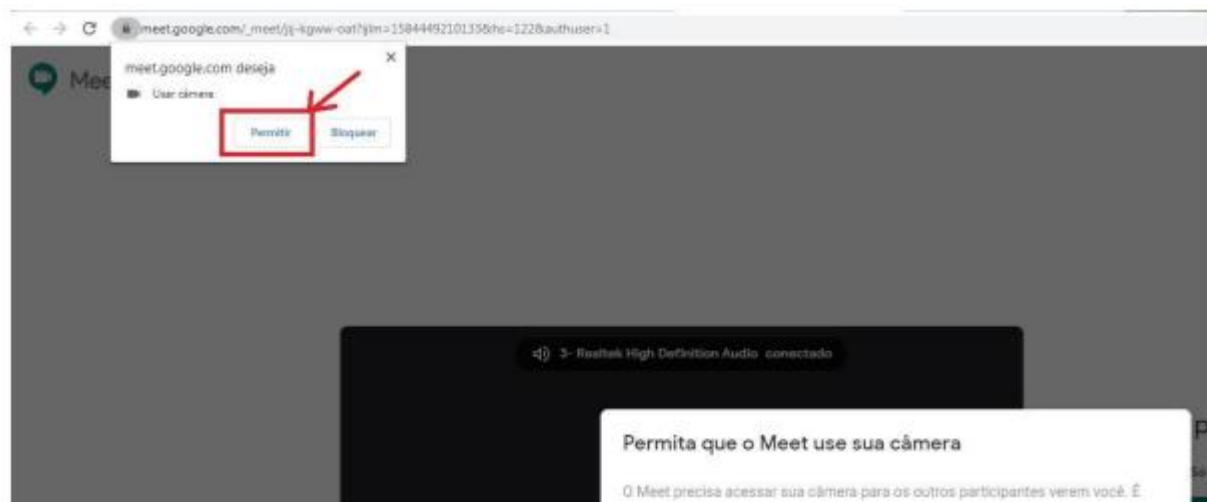 meet.google.com/_meet/jij-kgww-oat?ijlm=1584449210133&hs=122&authuser=1
Meet
meet.google.com deseja
Usar câmera
Permitir Bloquear
3- Realtek High Definition Audio conectado
Permita que o Meet use sua câmera
O Meet precisa acessar sua câmera para os outros participantes verem você. É